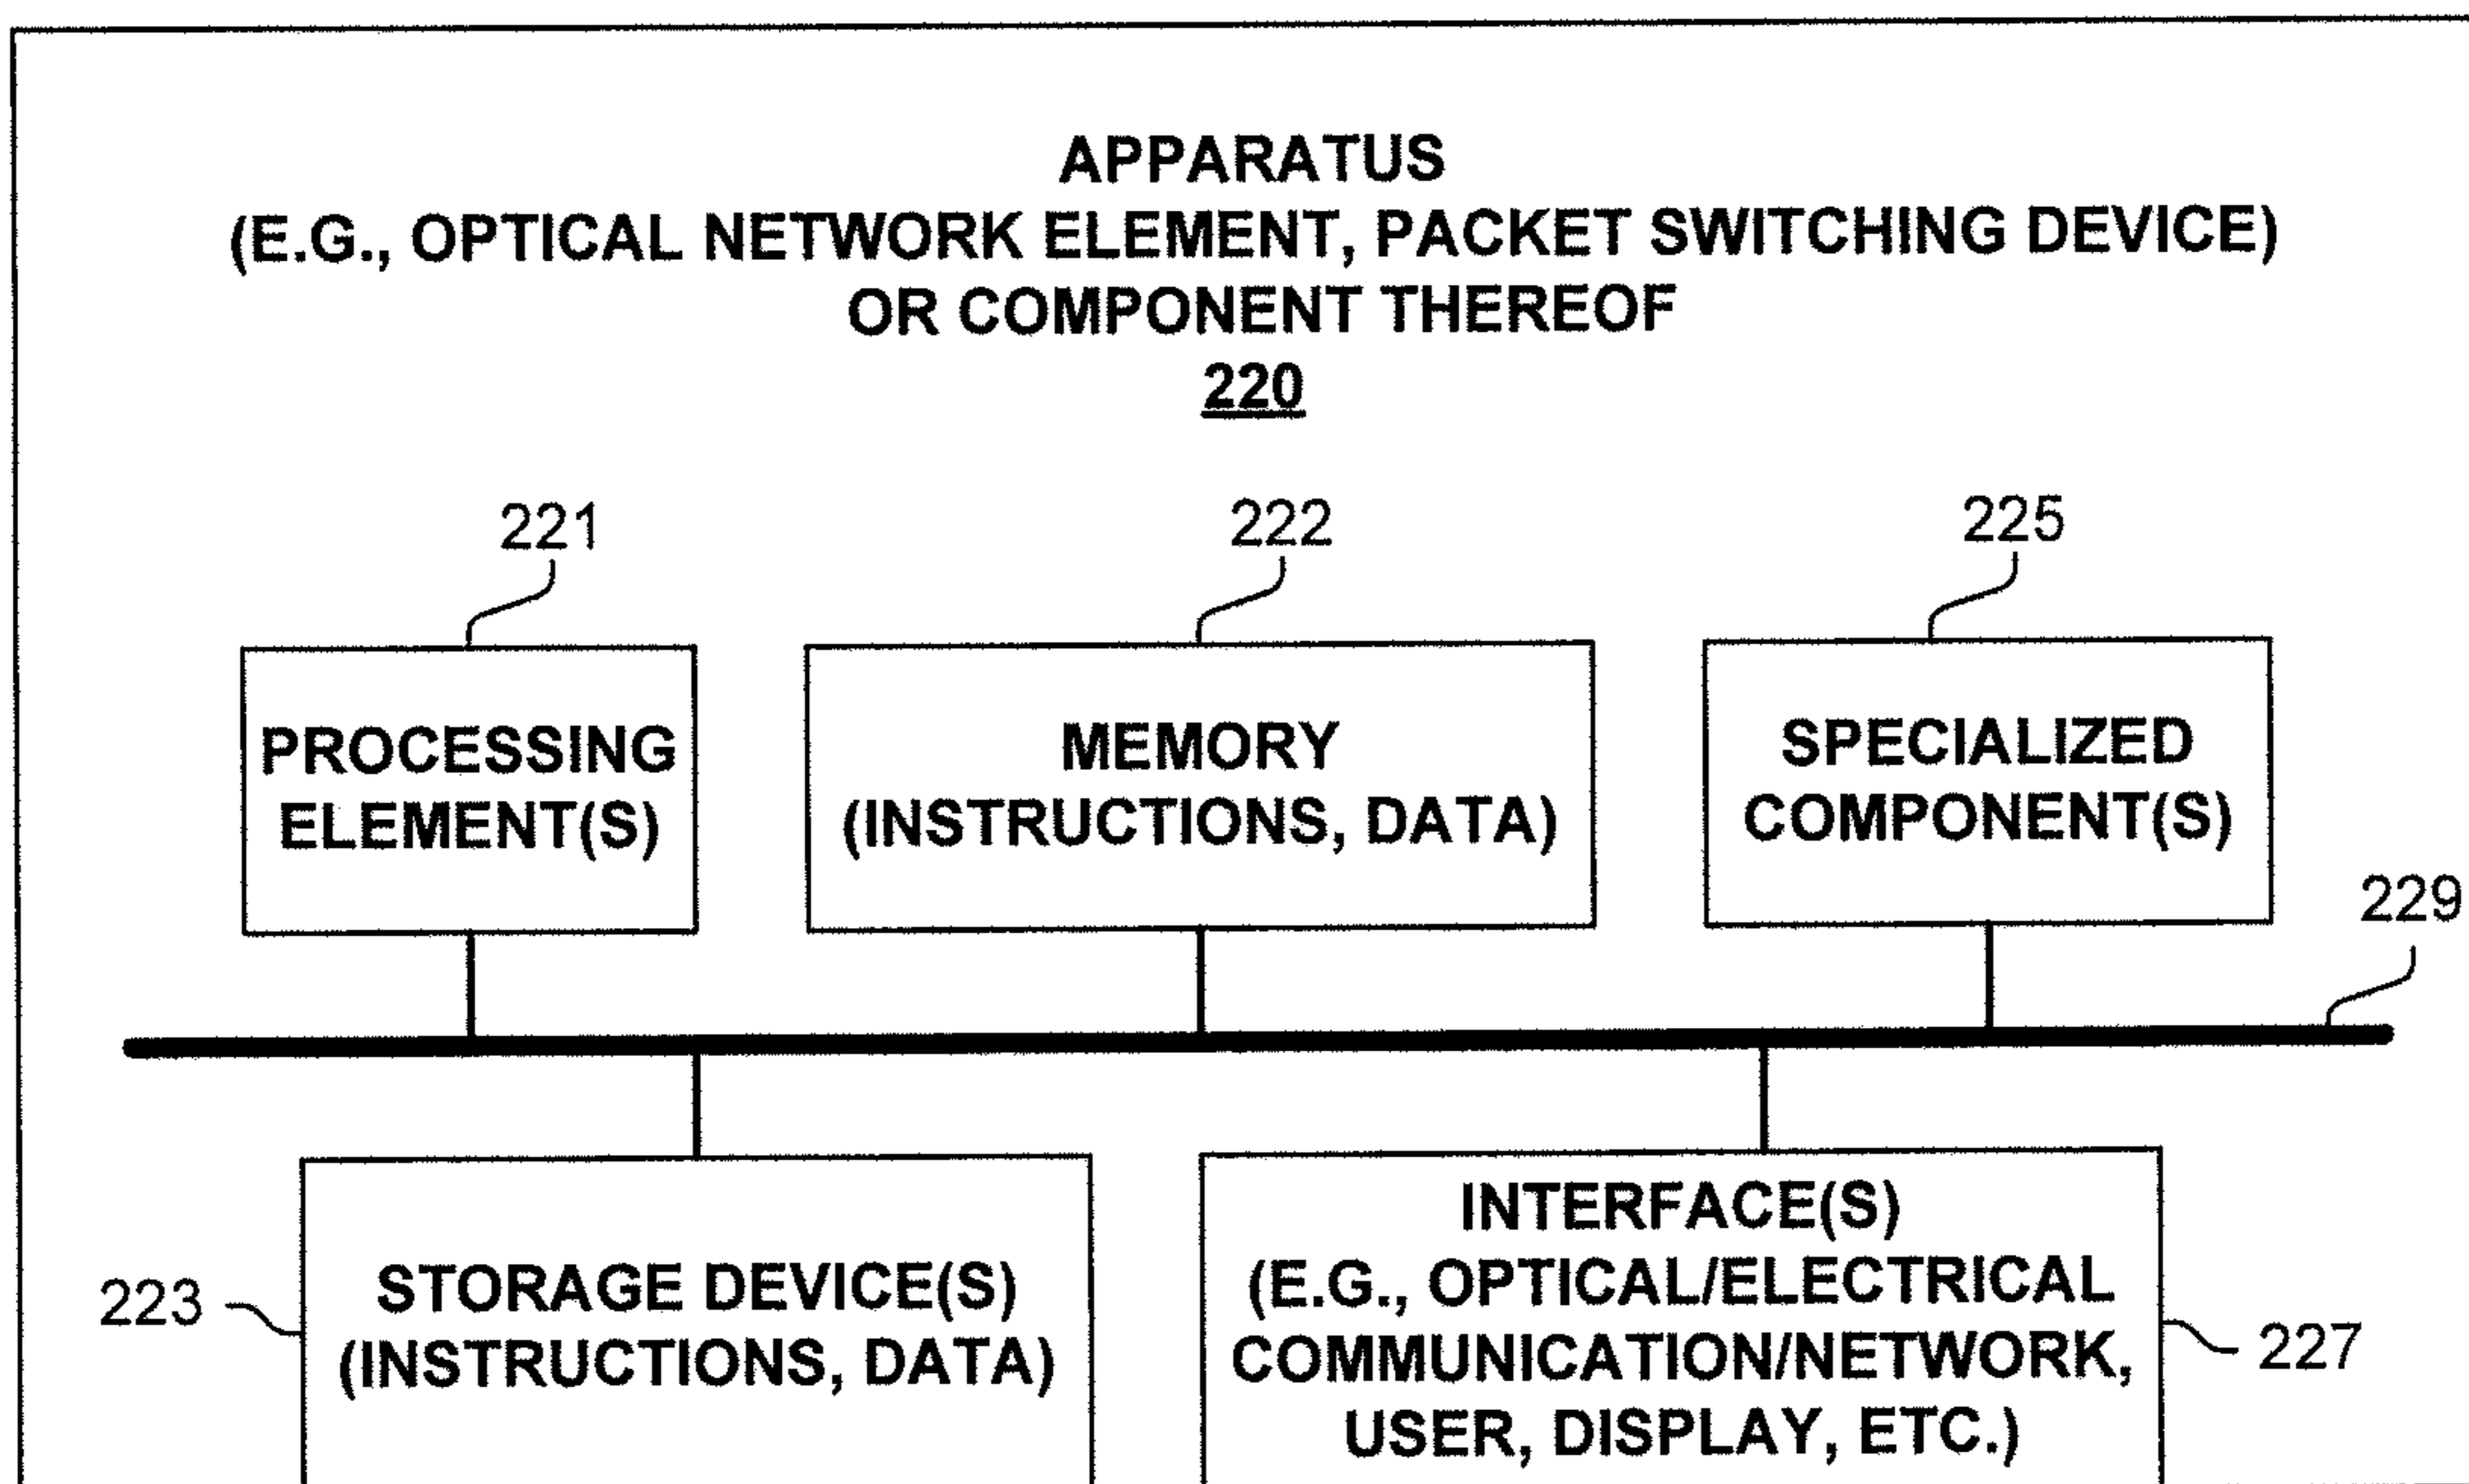 APPARATUS
(E.G., OPTICAL NETWORK ELEMENT, PACKET SWITCHING DEVICE)
OR COMPONENT THEREOF
220
221
222
225
PROCESSING
ELEMENT(S)
MEMORY
(INSTRUCTIONS, DATA)
SPECIALIZED
COMPONENT(S)
229
223
STORAGE DEVICE(S)
(INSTRUCTIONS, DATA)
INTERFACE(S)
(E.G., OPTICAL/ELECTRICAL
COMMUNICATION/NETWORK,
USER, DISPLAY, ETC.)
227